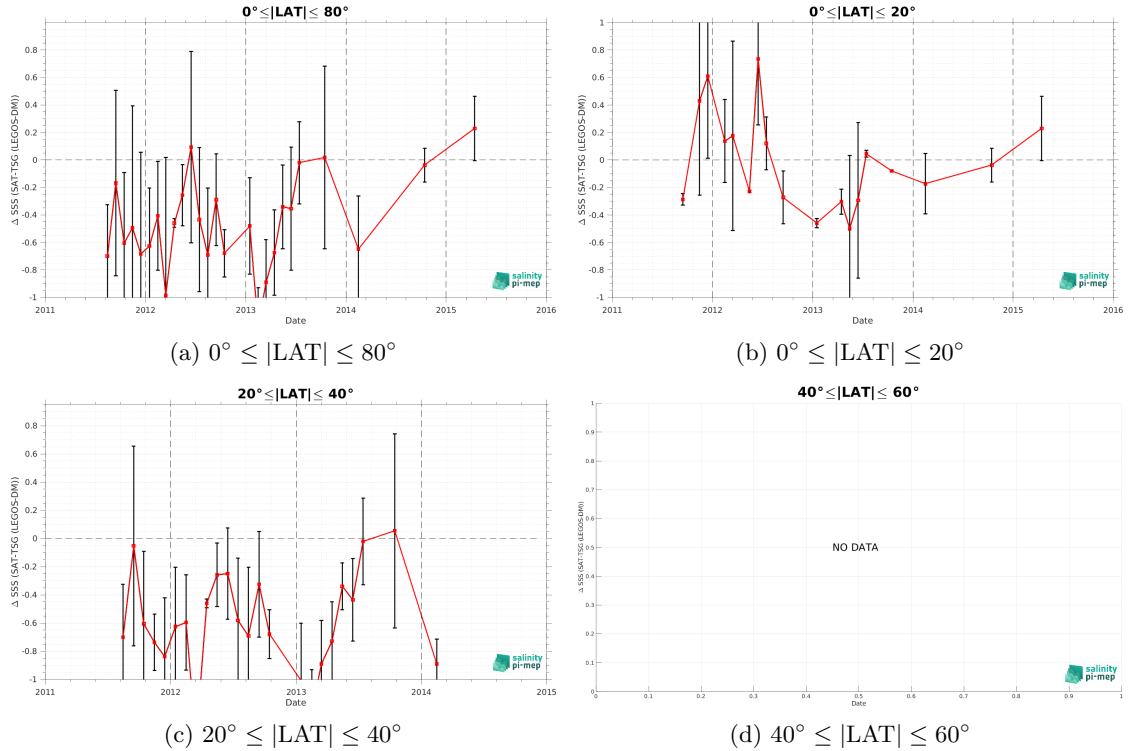 0°≤|LAT|≤ 80°
Δ SSS (SAT-TSG (LEGOS-DM))
0.8
0.6
0.4
0.2
0
-0.2
-0.4
-0.6
-0.8
-1
2011 2012 2013 2014 2015 2016
Date
salinity
pi-mep
(a) 0° ≤ |LAT| ≤ 80°
0°≤|LAT|≤ 20°
Δ SSS (SAT-TSG (LEGOS-DM))
1
0.8
0.6
0.4
0.2
0
-0.2
-0.4
-0.6
-0.8
-1
2011 2012 2013 2014 2015 2016
Date
salinity
pi-mep
(b) 0° ≤ |LAT| ≤ 20°
20°≤|LAT|≤ 40°
Δ SSS (SAT-TSG (LEGOS-DM))
0.8
0.6
0.4
0.2
0
-0.2
-0.4
-0.6
-0.8
-1
2011 2012 2013 2014 2015
Date
salinity
pi-mep
(c) 20° ≤ |LAT| ≤ 40°
40°≤|LAT|≤ 60°
Δ SSS (SAT-TSG (LEGOS-DM))
1
0.9
0.8
0.7
0.6
0.5
0.4
0.3
0.2
0.1
0
NO DATA
0 0.1 0.2 0.3 0.4 0.5 0.6 0.7 0.8 0.9 1
Date
salinity
pi-mep
(d) 40° ≤ |LAT| ≤ 60°